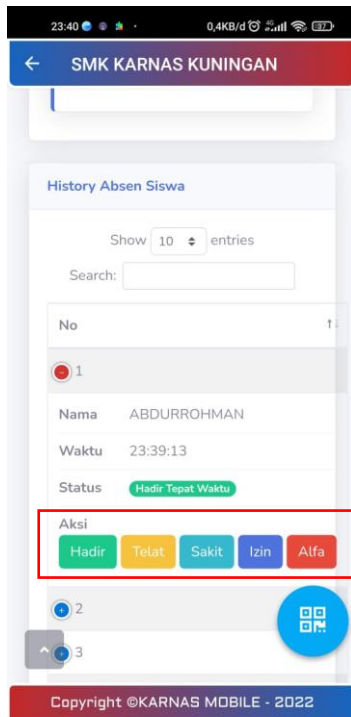 23:40
0,4KB/d 4G 37
SMK KARNAS KUNINGAN
History Absen Siswa
Show 10 entries
Search:
No
1
Nama ABDURROHMAN
Waktu 23:39:13
Status Hadir Tepat Waktu
Aksi
Hadir Telat Sakit Izin Alfa
2
3
Copyright ©KARNAS MOBILE - 2022